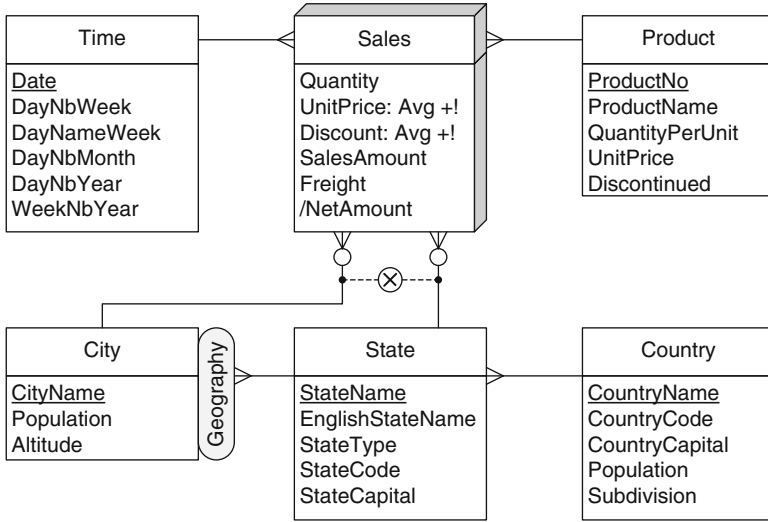 Time
Date
DayNbWeek
DayNameWeek
DayNbMonth
DayNbYear
WeekNbYear
Sales
Quantity
UnitPrice: Avg +!
Discount: Avg +!
SalesAmount
Freight
/NetAmount
Product
ProductNo
ProductName
QuantityPerUnit
UnitPrice
Discontinued
City
CityName
Population
Altitude
Geography
State
StateName
EnglishStateName
StateType
StateCode
StateCapital
Country
CountryName
CountryCode
CountryCapital
Population
Subdivision